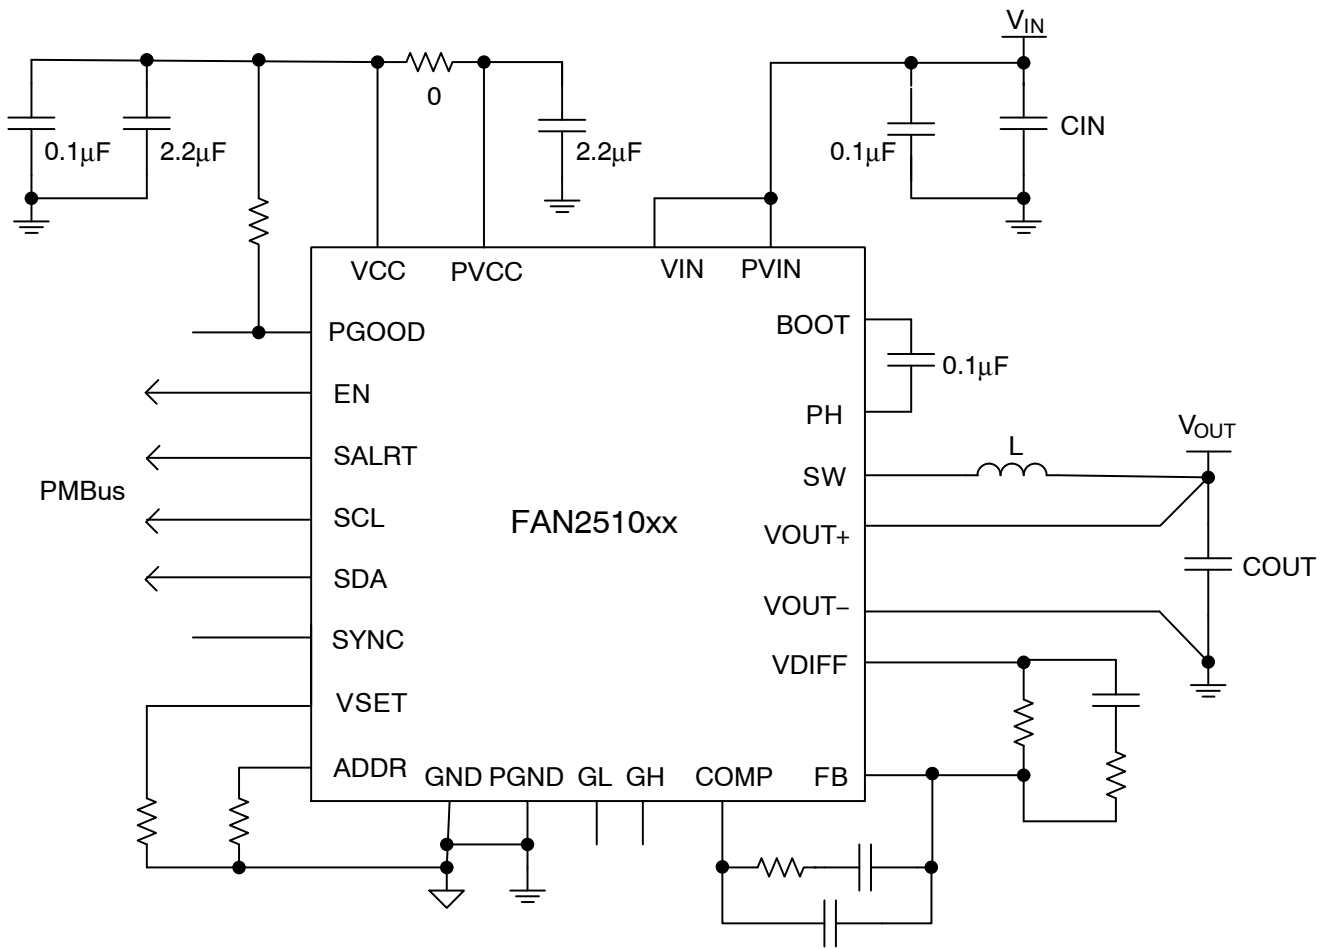 V_IN
0
0.1µF
2.2µF
2.2µF
0.1µF
CIN
VCC
PVCC
VIN
PVIN
PGOOD
BOOT
0.1µF
EN
PH
SALRT
V_OUT
L
SW
PMBus
SCL
FAN2510xx
VOUT+
SDA
COUT
VOUT−
SYNC
VDIFF
VSET
ADDR
GND
PGND
GL
GH
COMP
FB